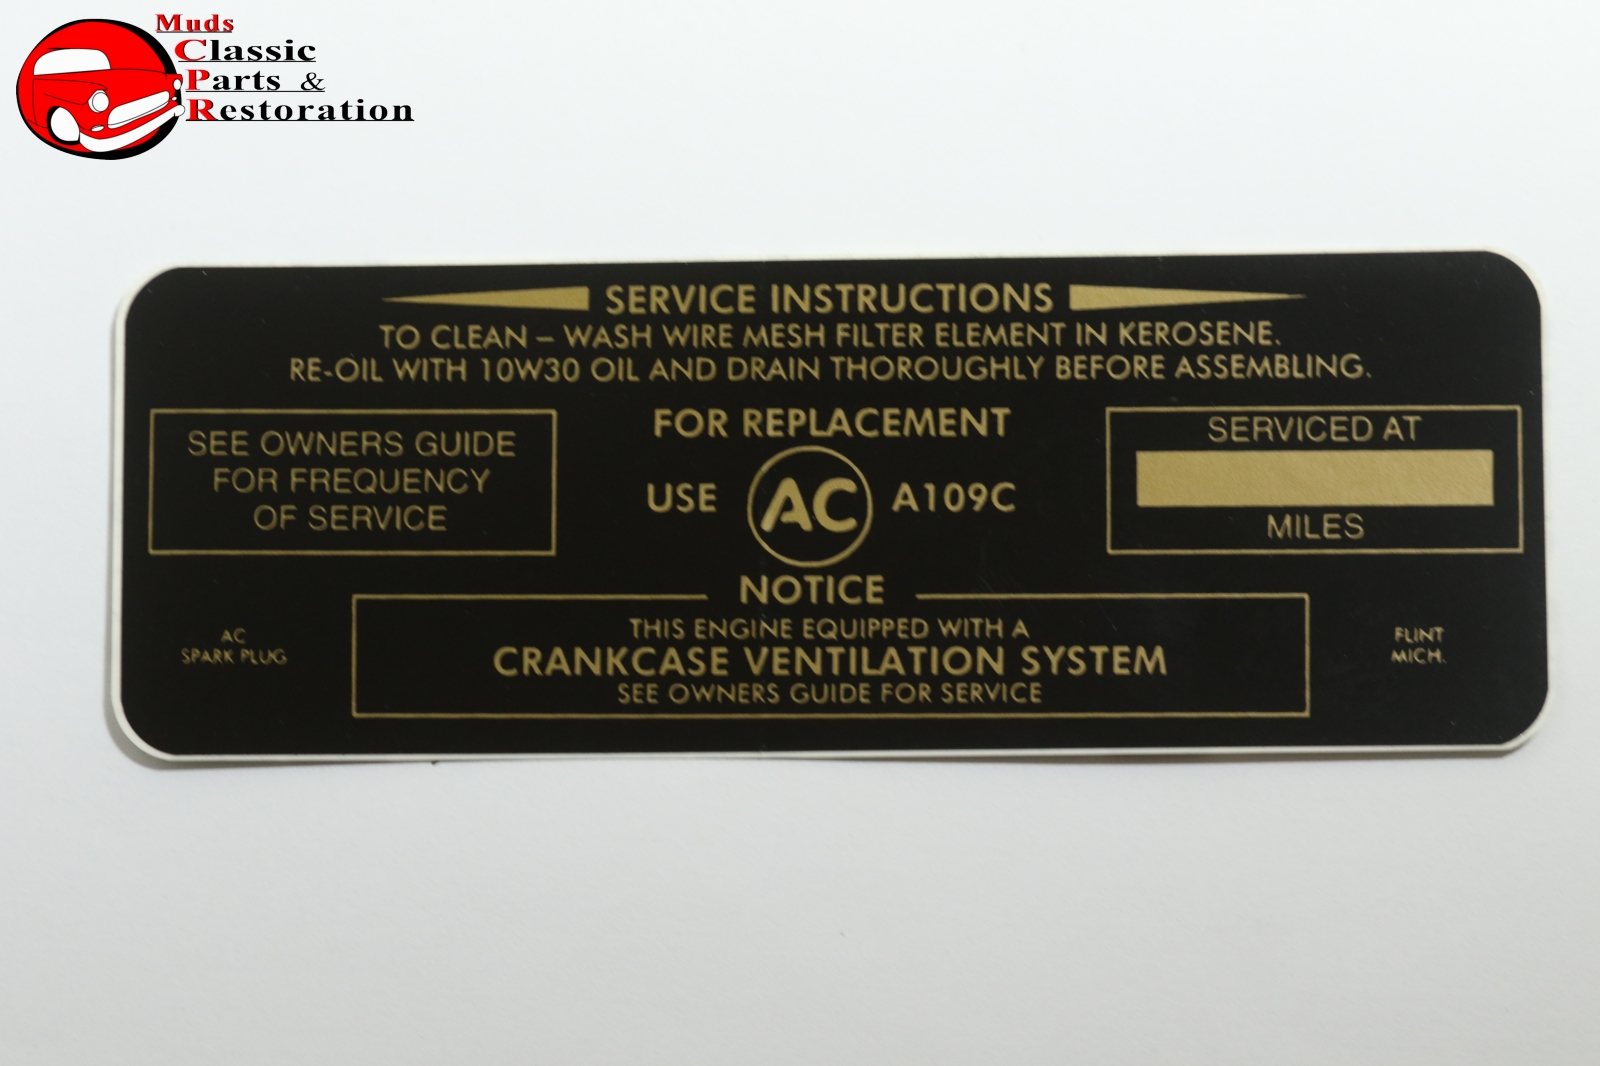 Muds
Classic
Parts &
Restoration
SERVICE INSTRUCTIONS
TO CLEAN – WASH WIRE MESH FILTER ELEMENT IN KEROSENE.
RE-OIL WITH 10W30 OIL AND DRAIN THOROUGHLY BEFORE ASSEMBLING.
SEE OWNERS GUIDE
FOR FREQUENCY
OF SERVICE
FOR REPLACEMENT
USE AC A109C
SERVICED AT
MILES
NOTICE
THIS ENGINE EQUIPPED WITH A
CRANKCASE VENTILATION SYSTEM
SEE OWNERS GUIDE FOR SERVICE
AC
SPARK PLUG
FLINT
MICH.